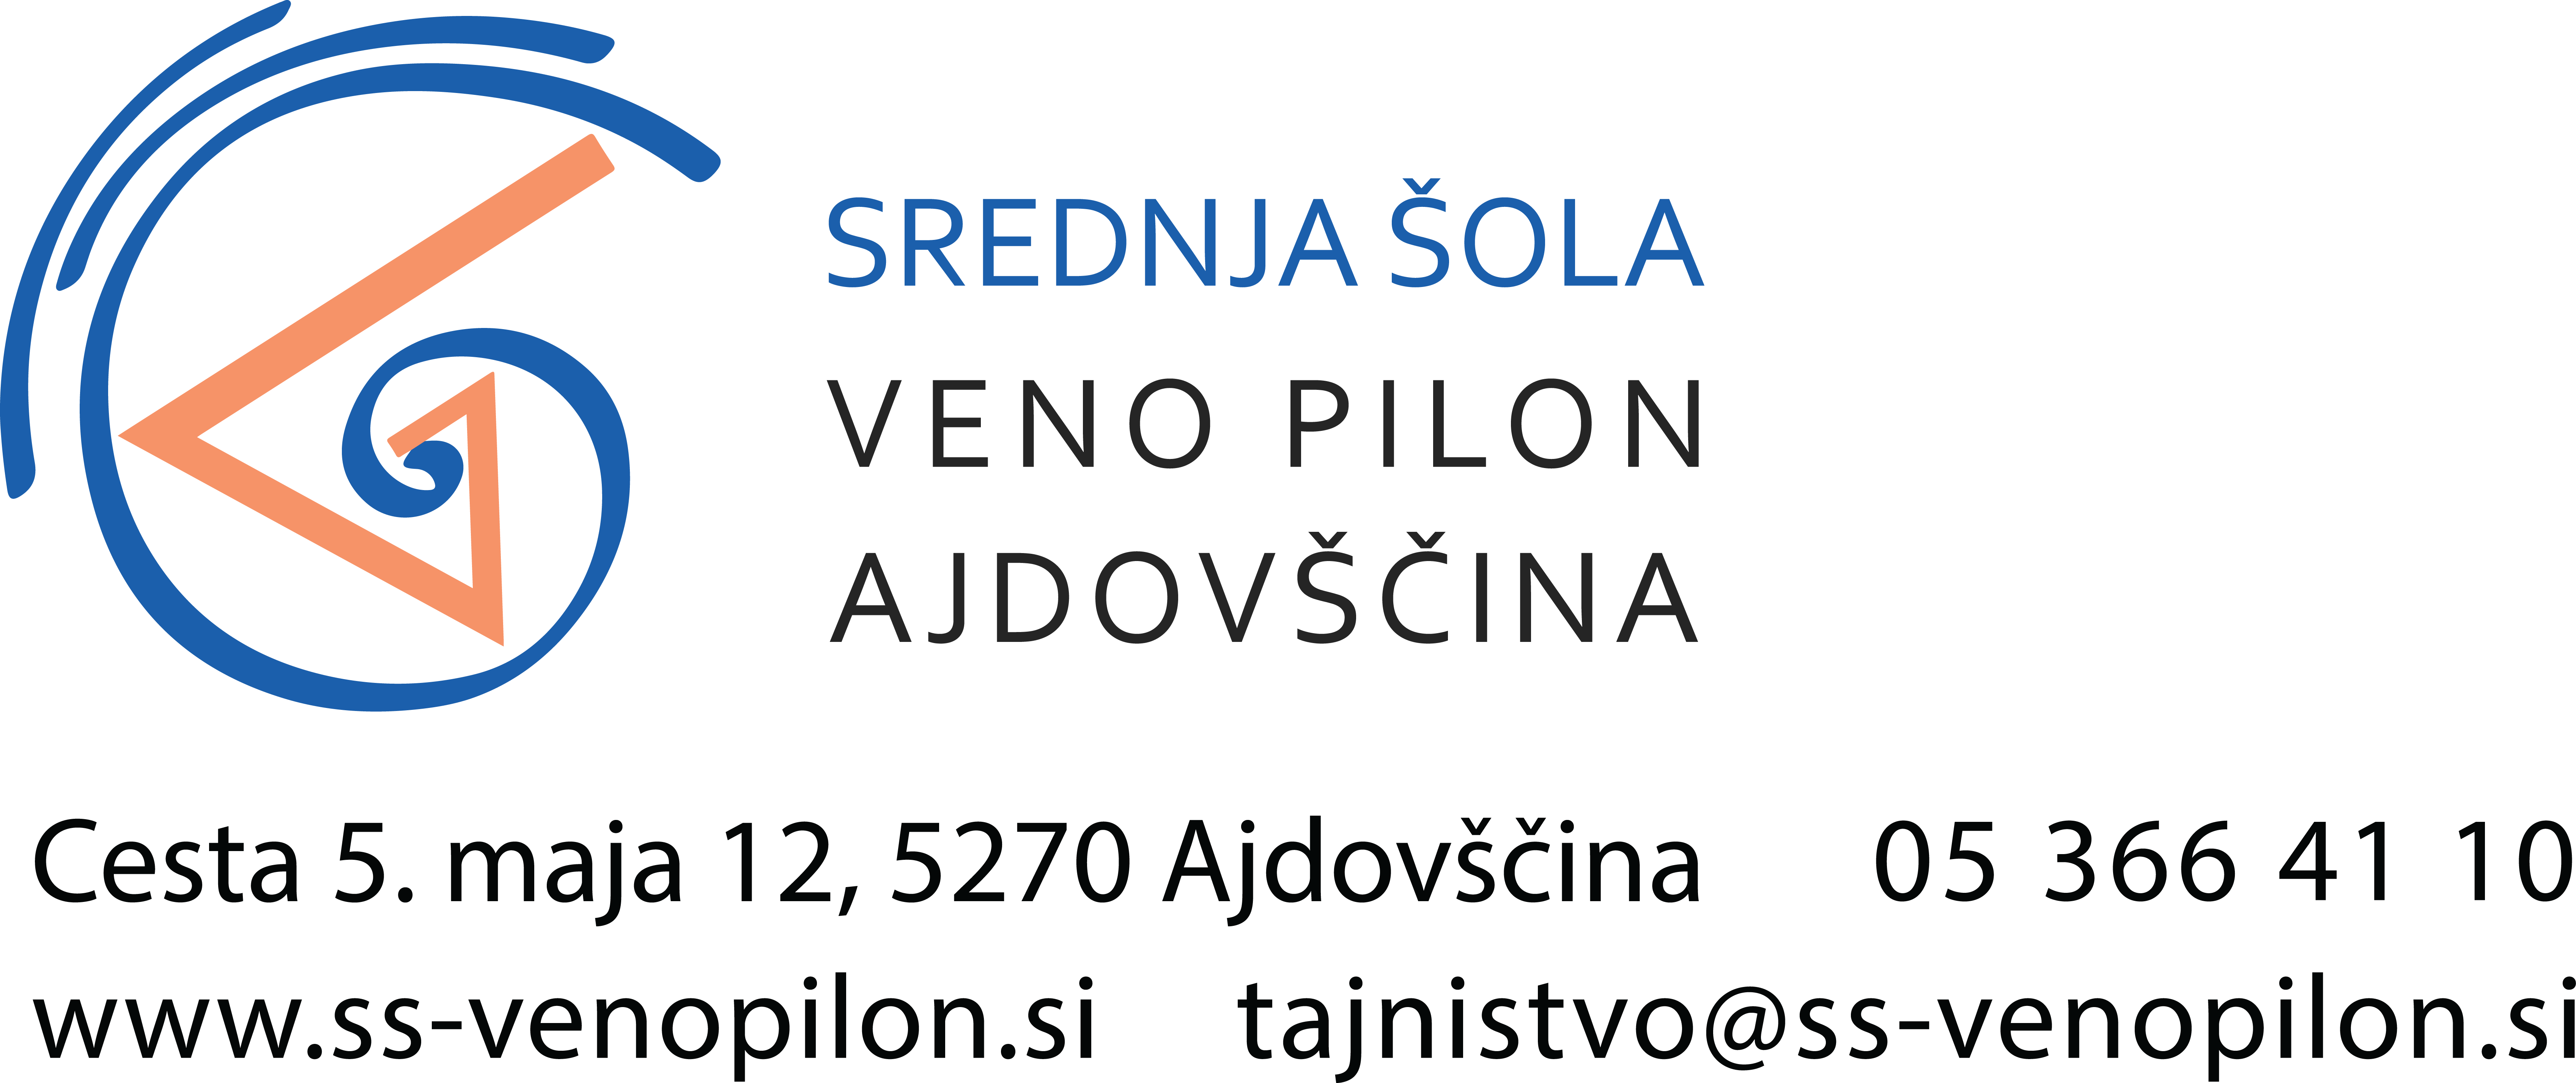 SREDNJA ŠOLA
VENO PILON
AJDOVŠČINA
Cesta 5. maja 12, 5270 Ajdovščina 05 366 41 10
www.ss-venopilon.si tajnistvo@ss-venopilon.si